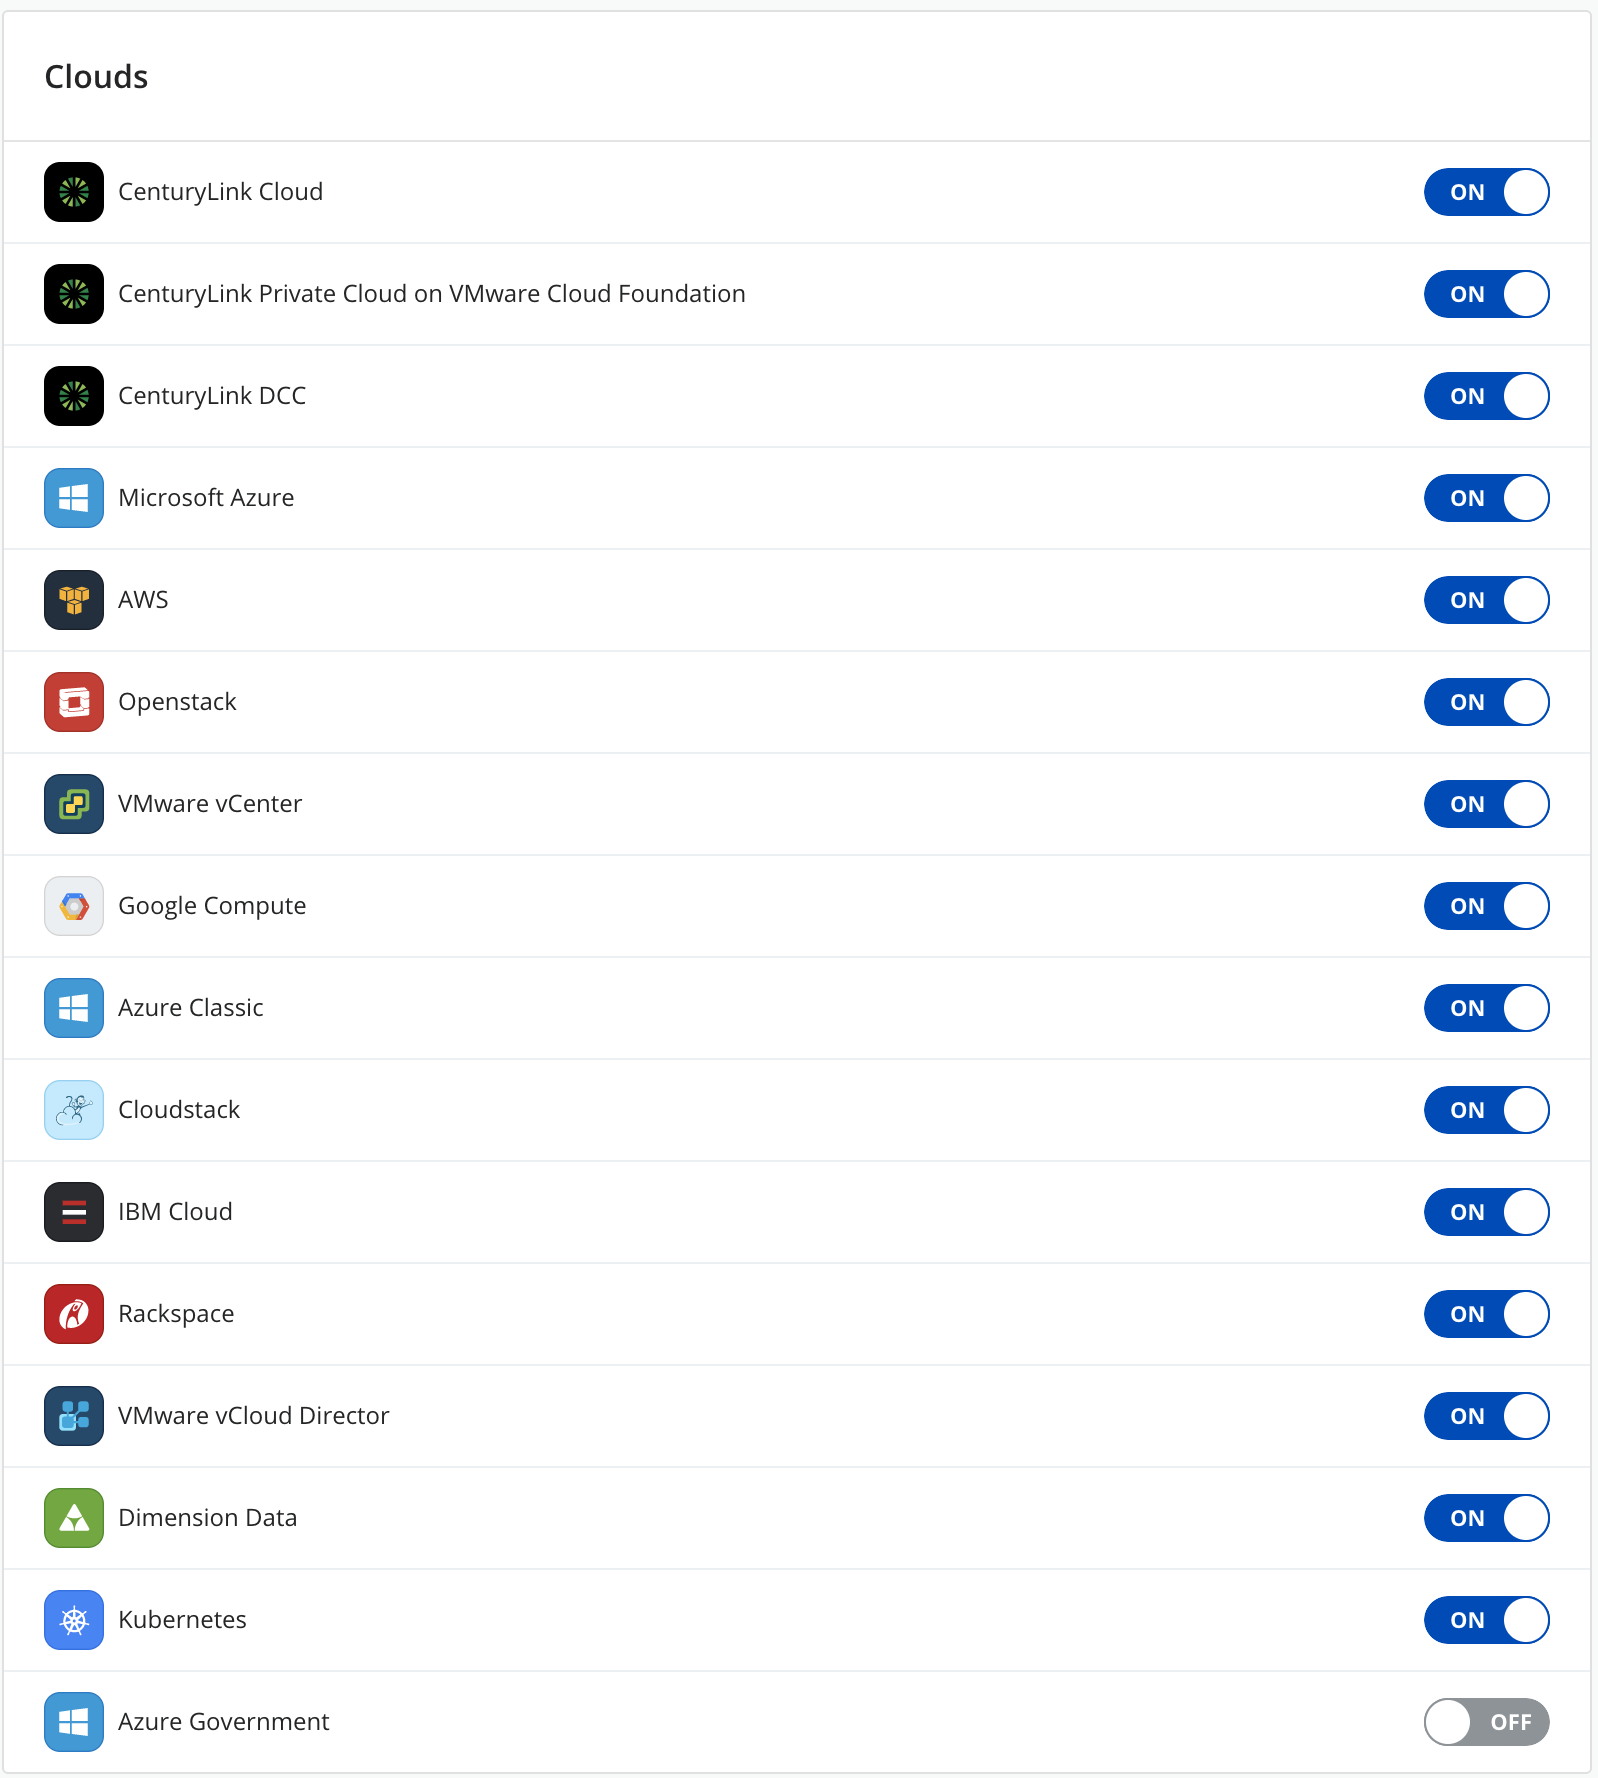 Clouds
CenturyLink Cloud ON
CenturyLink Private Cloud on VMware Cloud Foundation ON
CenturyLink DCC ON
Microsoft Azure ON
AWS ON
Openstack ON
VMware vCenter ON
Google Compute ON
Azure Classic ON
Cloudstack ON
IBM Cloud ON
Rackspace ON
VMware vCloud Director ON
Dimension Data ON
Kubernetes ON
Azure Government OFF